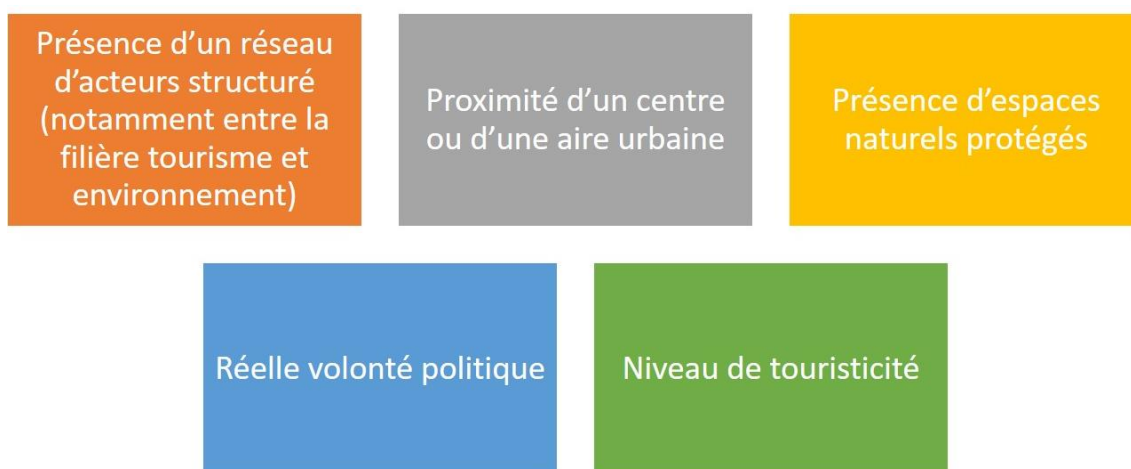 Présence d’un réseau
d’acteurs structuré
(notamment entre la
filière tourisme et
environnement)
Proximité d’un centre
ou d’une aire urbaine
Présence d’espaces
naturels protégés
Réelle volonté politique
Niveau de touristicité